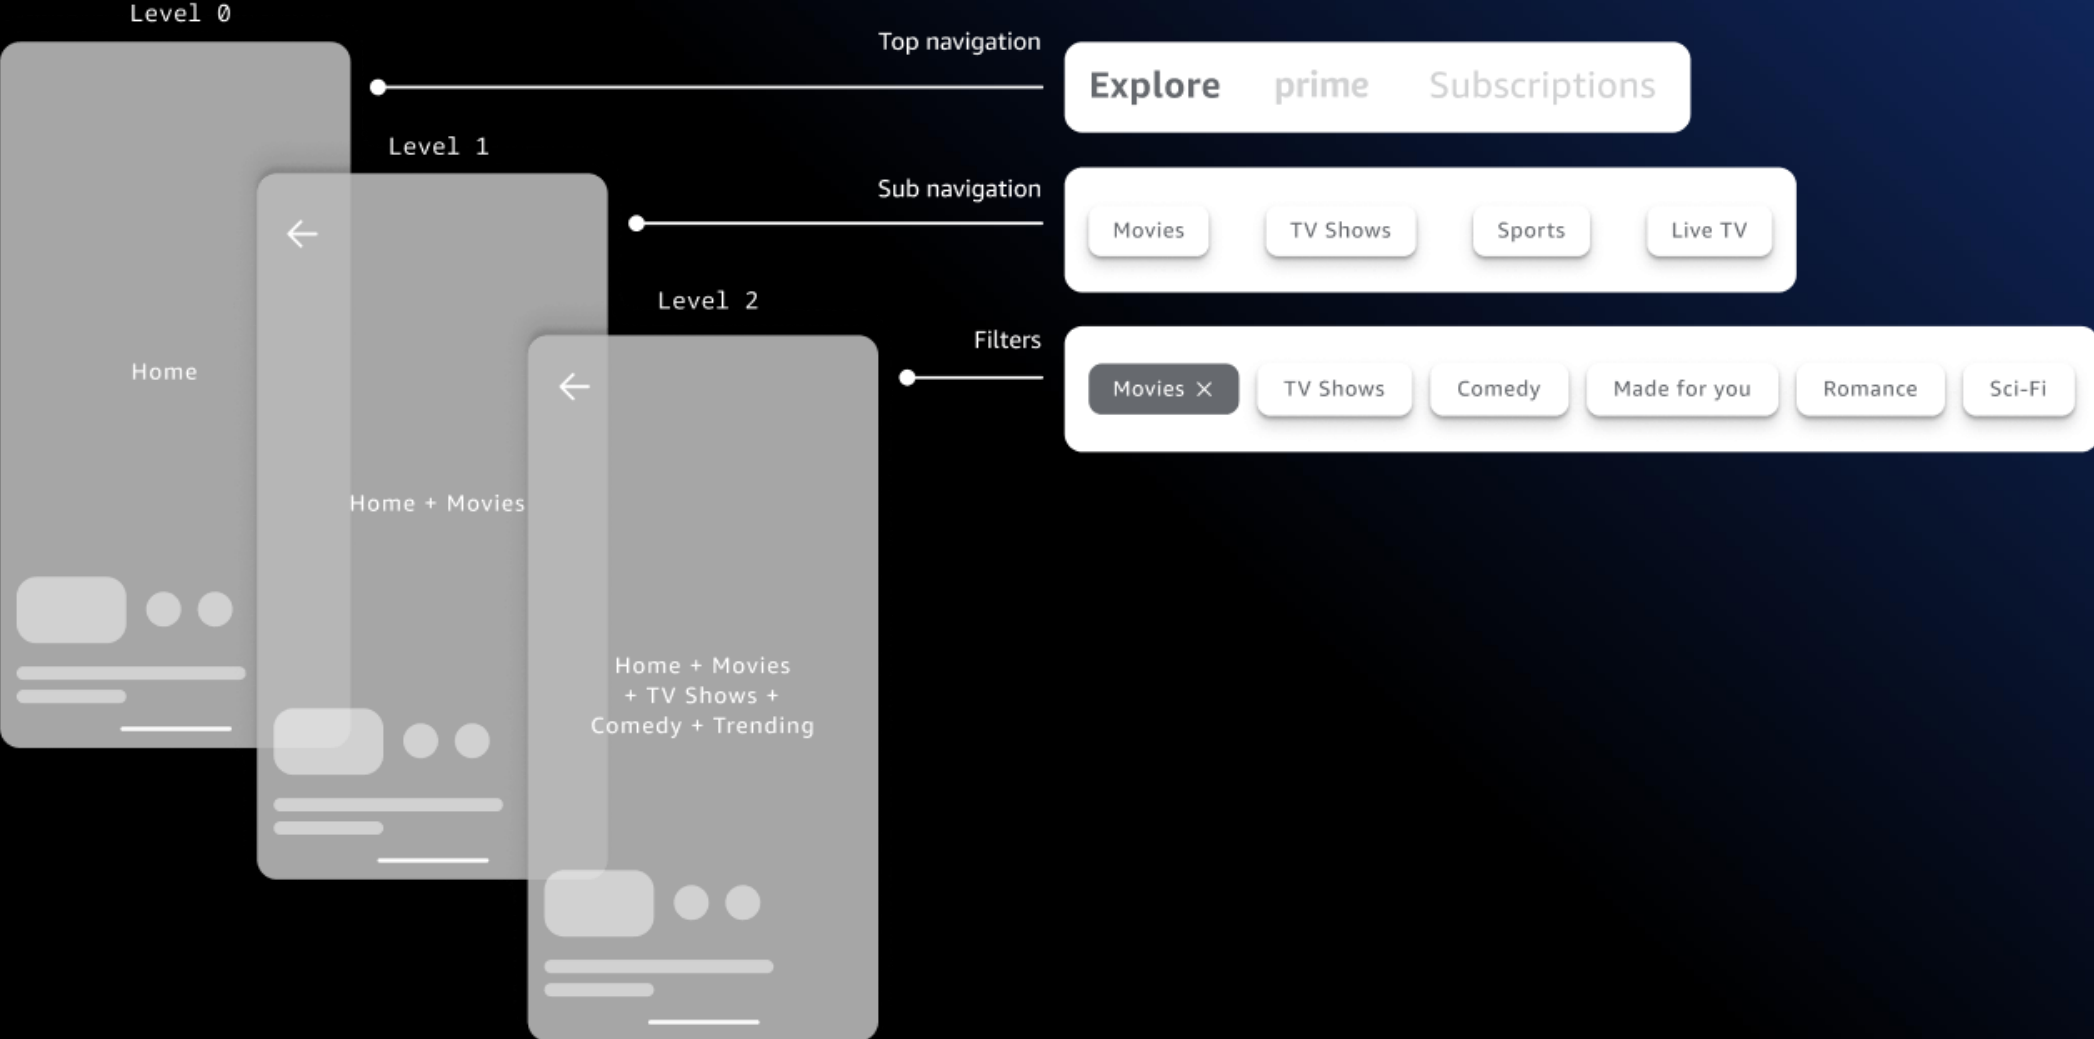 Level 0
Top navigation
Explore prime Subscriptions
Level 1
Sub navigation
Movies TV Shows Sports Live TV
Level 2
Filters
Movies × TV Shows Comedy Made for you Romance Sci-Fi
Home
Home + Movies
Home + Movies
+ TV Shows +
Comedy + Trending